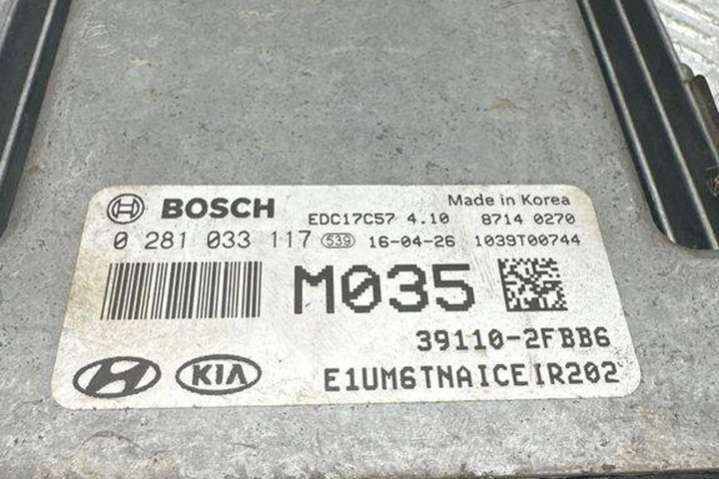 BOSCH EDC17C57 4.10 Made in Korea 8714 0270
0 281 033 117 539 16-04-26 1039T00744
M035
39110-2FBB6
KIA E1UM6TNAICEIR202